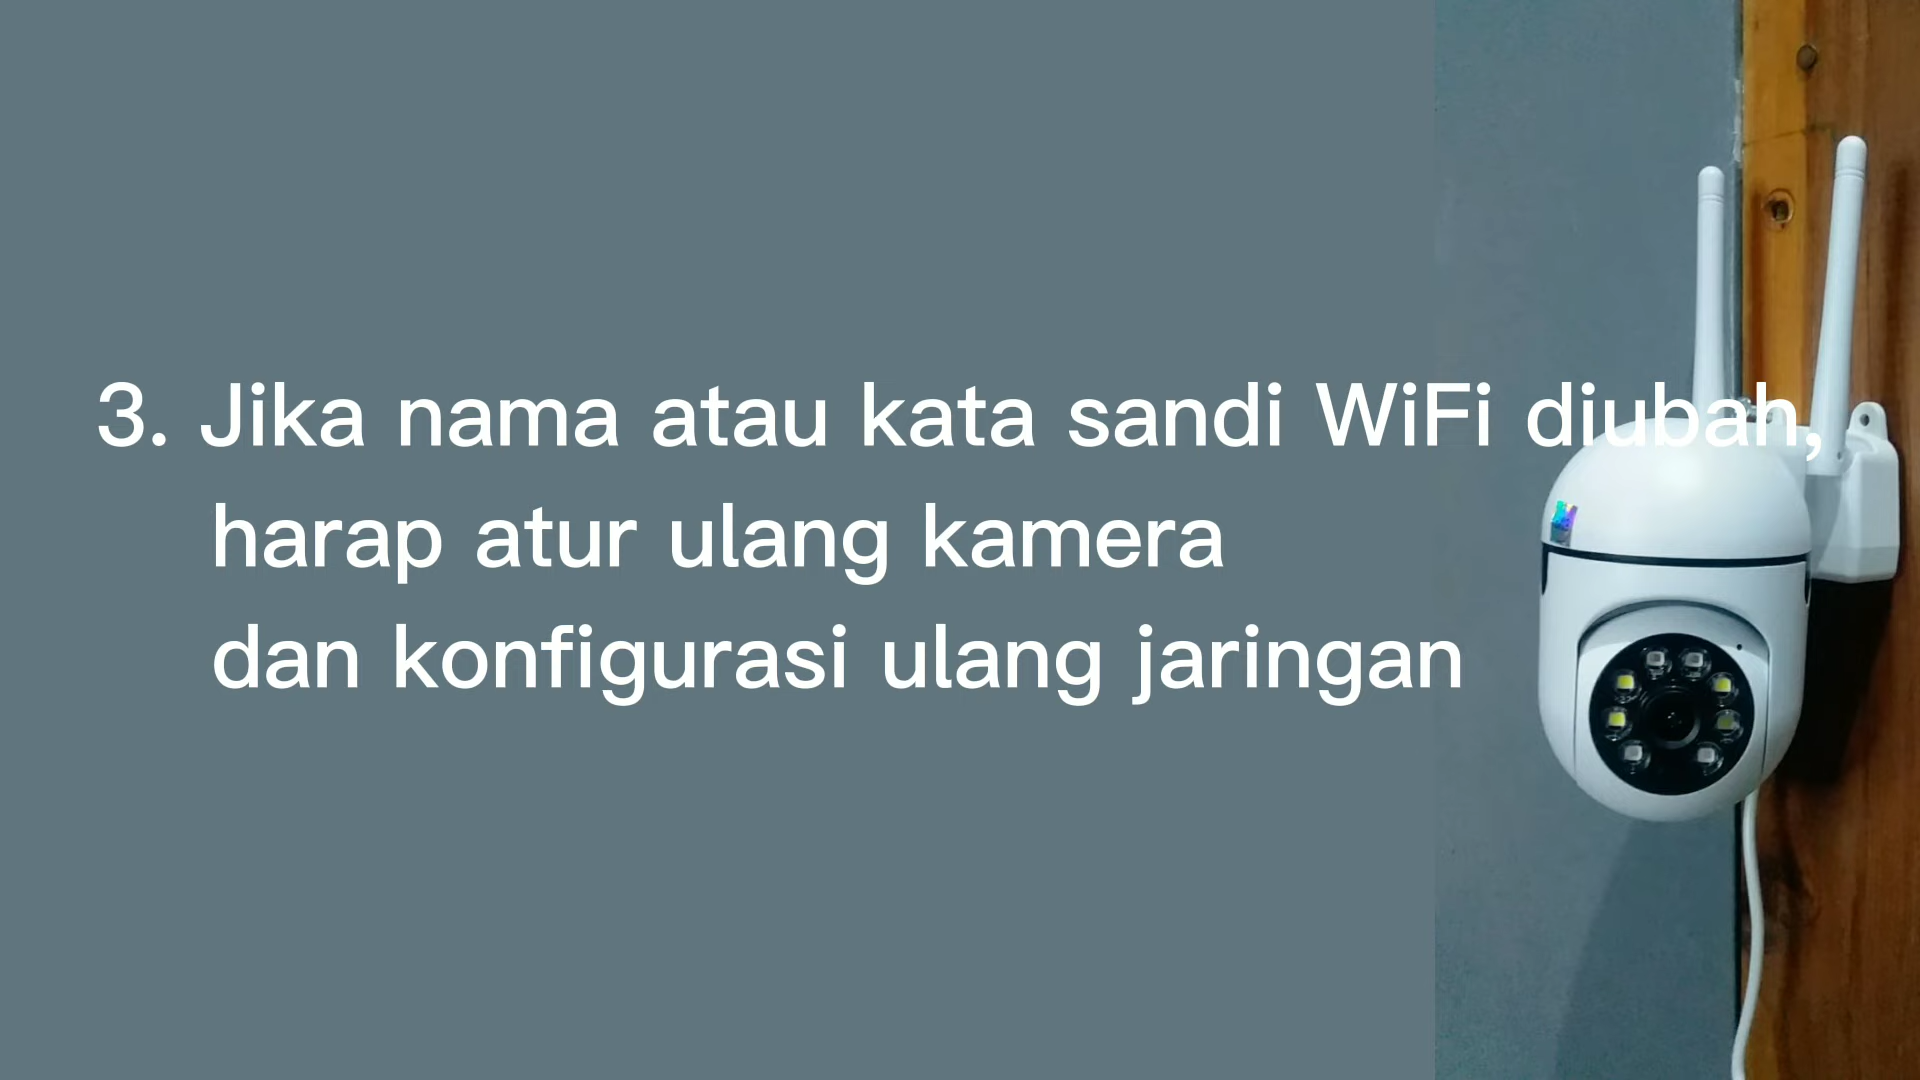 3. Jika nama atau kata sandi WiFi diubah,
harap atur ulang kamera
dan konfigurasi ulang jaringan